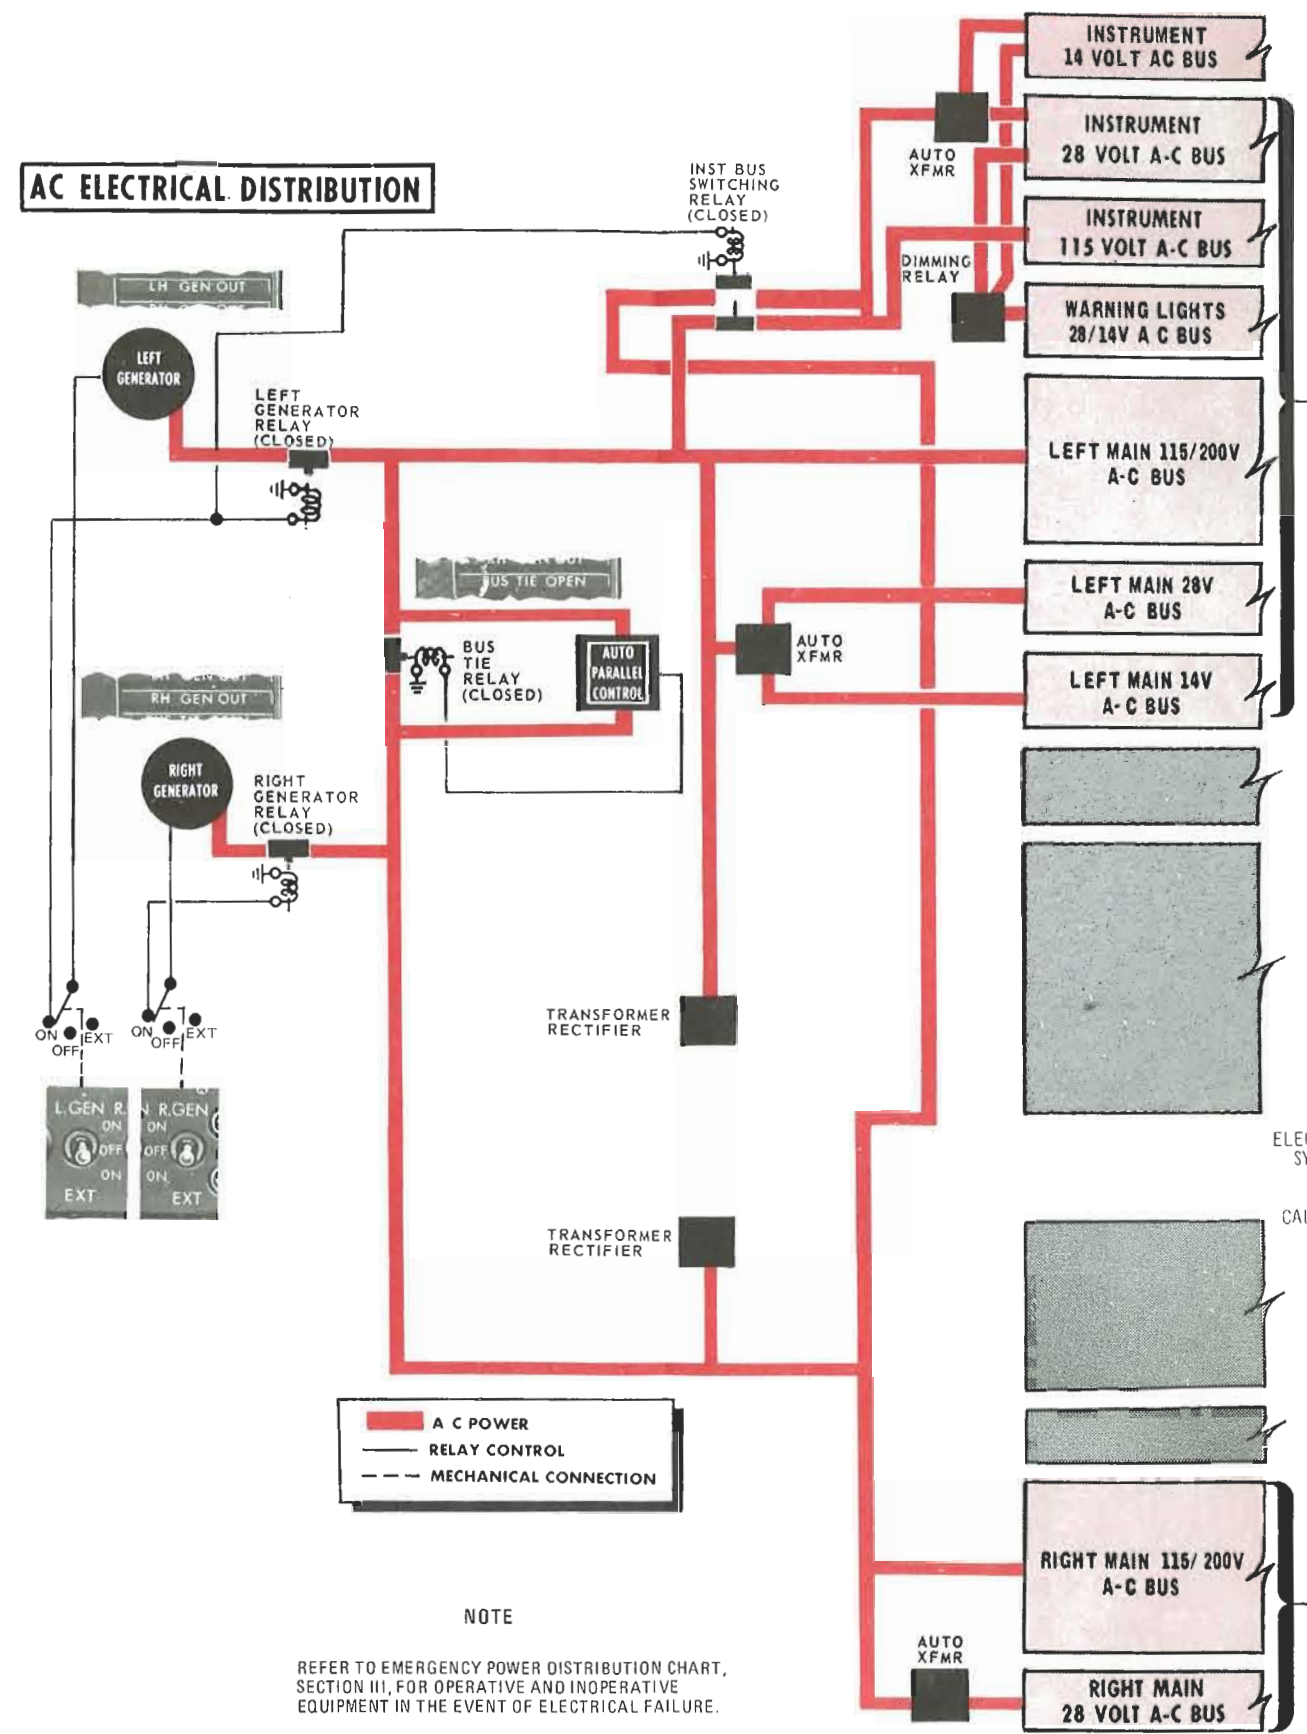 AC ELECTRICAL DISTRIBUTION
INSTRUMENT
14 VOLT AC BUS
INSTRUMENT
28 VOLT A-C BUS
INSTRUMENT
115 VOLT A-C BUS
WARNING LIGHTS
28/14V A C BUS
LEFT MAIN 115/200V
A-C BUS
LEFT MAIN 28V
A-C BUS
LEFT MAIN 14V
A-C BUS
AUTO
XFMR
INST BUS
SWITCHING
RELAY
(CLOSED)
DIMMING
RELAY
LH GEN OUT
LEFT
GENERATOR
LEFT
GENERATOR
RELAY
(CLOSED)
BUS TIE OPEN
BUS
TIE
RELAY
(CLOSED)
AUTO
PARALLEL
CONTROL
AUTO
XFMR
RH GEN OUT
RIGHT
GENERATOR
RIGHT
GENERATOR
RELAY
(CLOSED)
TRANSFORMER
RECTIFIER
ON
OFF
EXT
ON
OFF
EXT
L.GEN R.
ON
OFF
ON
EXT
N R.GEN
ON
OFF
ON
EXT
TRANSFORMER
RECTIFIER
A C POWER
RELAY CONTROL
MECHANICAL CONNECTION
RIGHT MAIN 115/200V
A-C BUS
AUTO
XFMR
RIGHT MAIN
28 VOLT A-C BUS
NOTE
REFER TO EMERGENCY POWER DISTRIBUTION CHART,
SECTION III, FOR OPERATIVE AND INOPERATIVE
EQUIPMENT IN THE EVENT OF ELECTRICAL FAILURE.